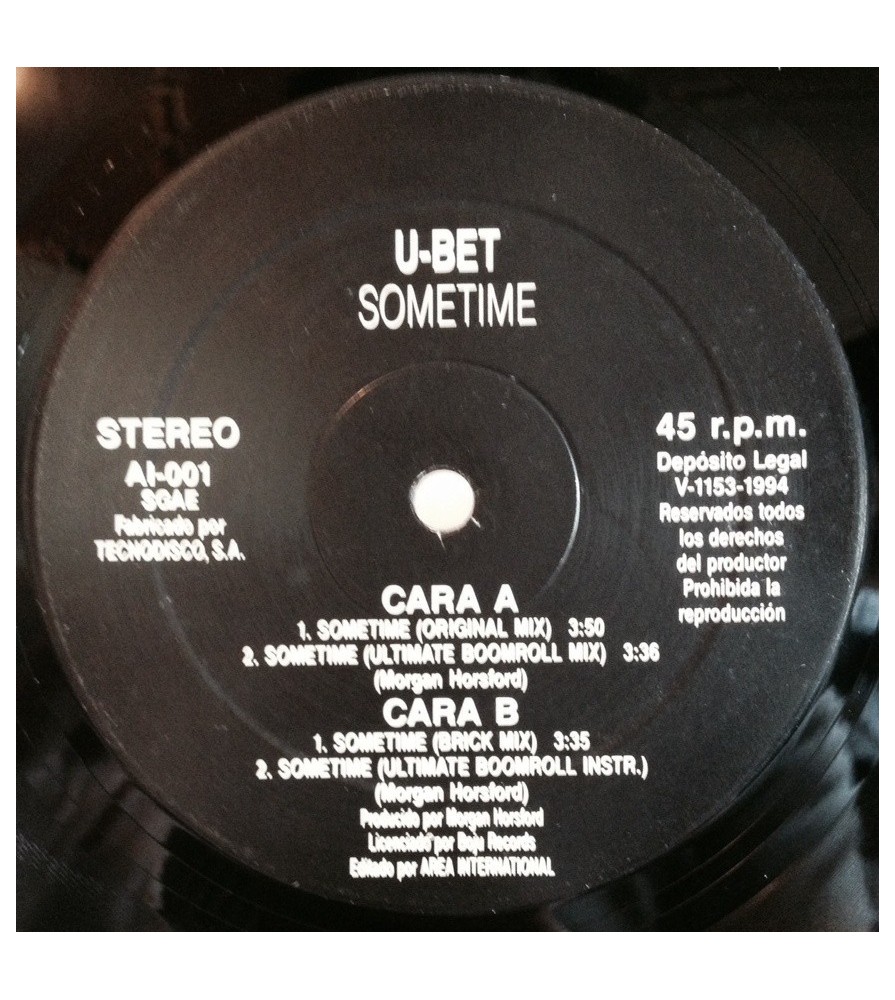 U-BET
SOMETIME
STEREO
AI-001
SGAE
Fabricado por
TECNODISCO, S.A.
45 r.p.m.
Depósito Legal
V-1153-1994
Reservados todos
los derechos
del productor
Prohibida la
reproducción
CARA A
1. SOMETIME (ORIGINAL MIX) 3:50
2. SOMETIME (ULTIMATE BOOMROLL MIX) 3:36
(Morgan Horsford)
CARA B
1. SOMETIME (BRICK MIX) 3:35
2. SOMETIME (ULTIMATE BOOMROLL INSTR.)
(Morgan Horsford)
Producido por Morgan Horsford
Licenciado por Doja Records
Editado por AREA INTERNATIONAL